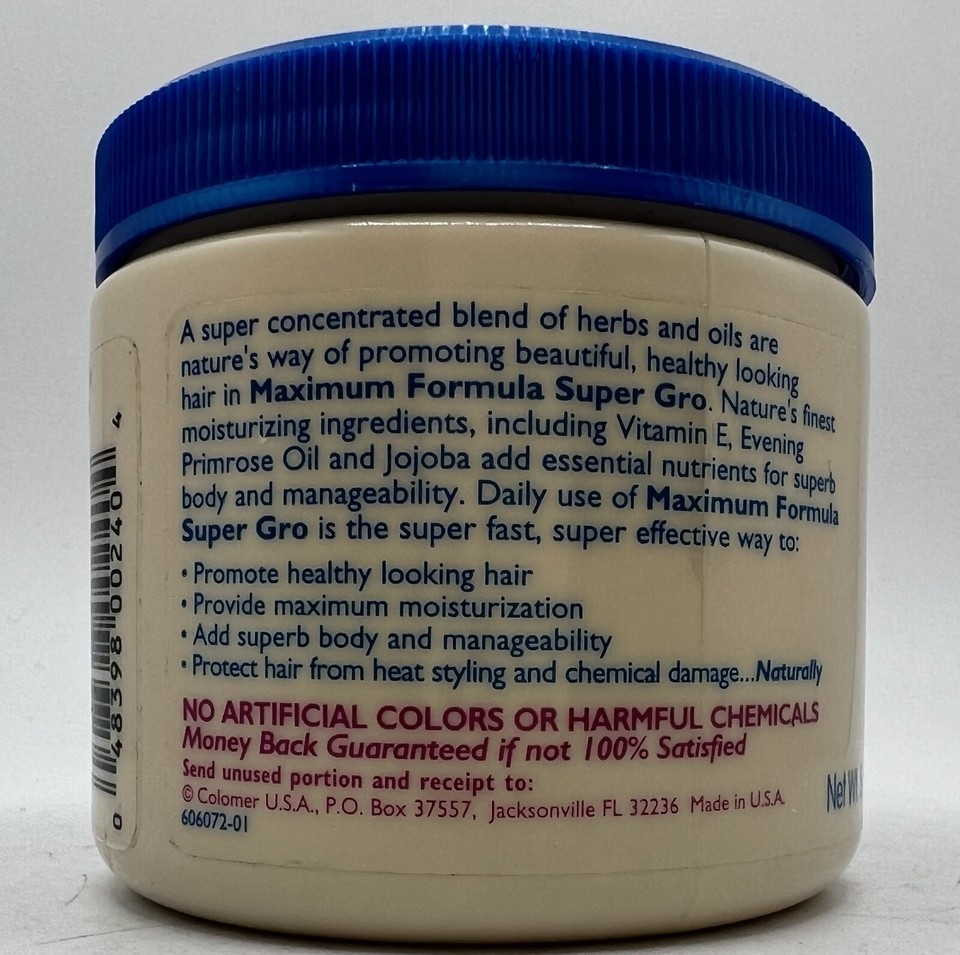 A super concentrated blend of herbs and oils are
nature's way of promoting beautiful, healthy looking
hair in Maximum Formula Super Gro. Nature's finest
moisturizing ingredients, including Vitamin E, Evening
Primrose Oil and Jojoba add essential nutrients for superb
body and manageability. Daily use of Maximum Formula
Super Gro is the super fast, super effective way to:
• Promote healthy looking hair
• Provide maximum moisturization
• Add superb body and manageability
• Protect hair from heat styling and chemical damage...Naturally
NO ARTIFICIAL COLORS OR HARMFUL CHEMICALS
Money Back Guaranteed if not 100% Satisfied
Send unused portion and receipt to:
© Colomer U.S.A., P.O. Box 37557, Jacksonville FL 32236 Made in U.S.A.
606072-01
Net Wt
0 48398 00240 4